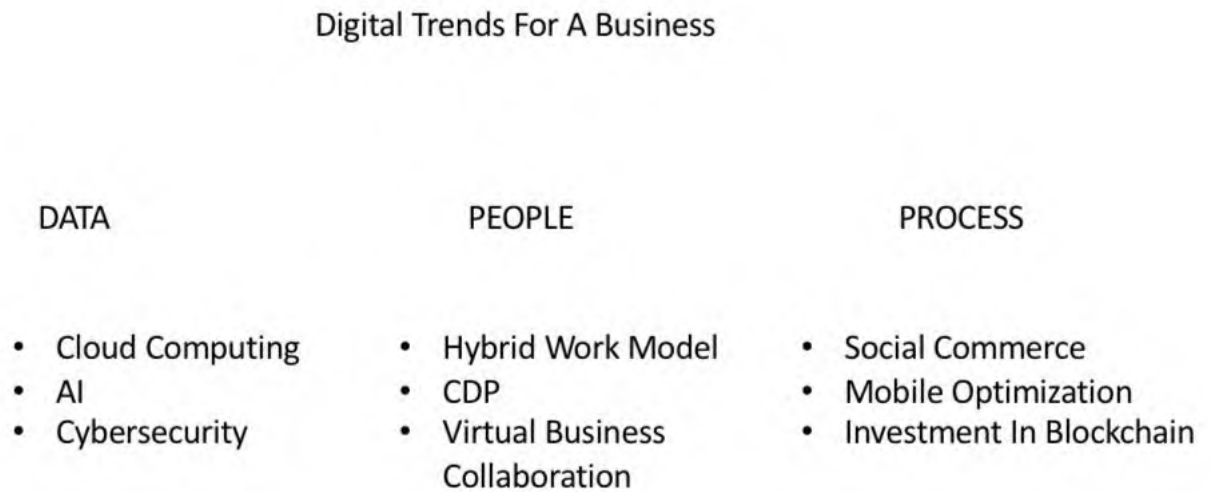 Digital Trends For A Business
DATA
• Cloud Computing
• AI
• Cybersecurity
PEOPLE
• Hybrid Work Model
• CDP
• Virtual Business
Collaboration
PROCESS
• Social Commerce
• Mobile Optimization
• Investment In Blockchain